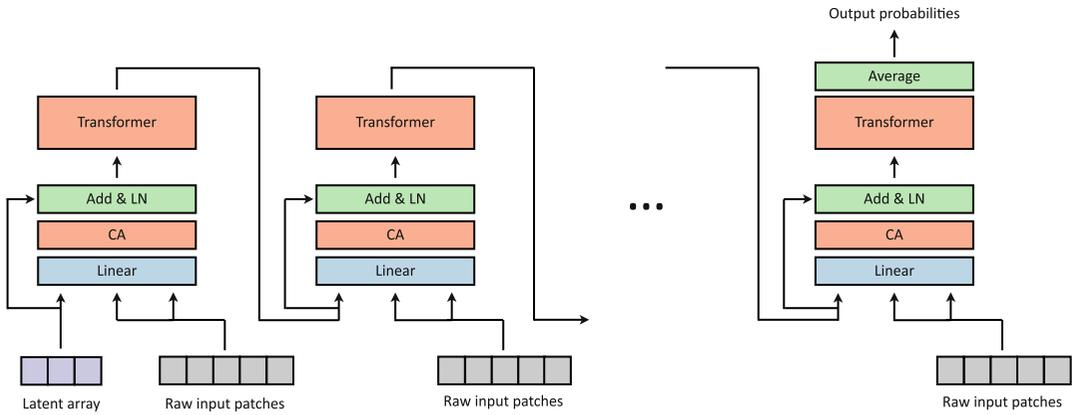 Output probabilities
Average
Transformer
Transformer
Transformer
Add & LN
Add & LN
Add & LN
CA
CA
CA
Linear
Linear
Linear
Latent array
Raw input patches
Raw input patches
Raw input patches